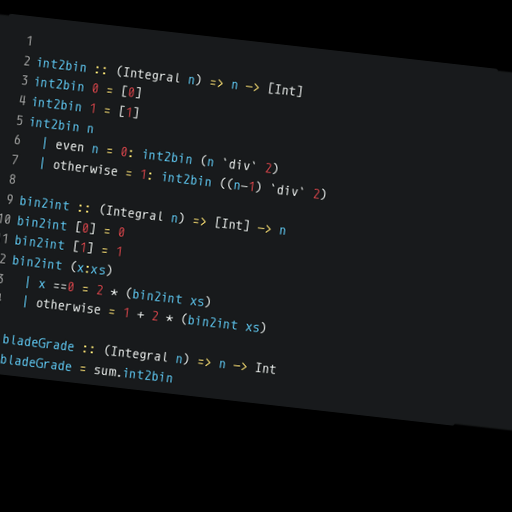 1
2 int2bin :: (Integral n) => n -> [Int]
3 int2bin 0 = [0]
4 int2bin 1 = [1]
5 int2bin n
6 | even n = 0: int2bin (n `div` 2)
7 | otherwise = 1: int2bin ((n-1) `div` 2)
8
9 bin2int :: (Integral n) => [Int] -> n
10 bin2int [0] = 0
1 bin2int [1] = 1
2 bin2int (x:xs)
3 | x ==0 = 2 * (bin2int xs)
| otherwise = 1 + 2 * (bin2int xs)
bladeGrade :: (Integral n) => n -> Int
bladeGrade = sum.int2bin